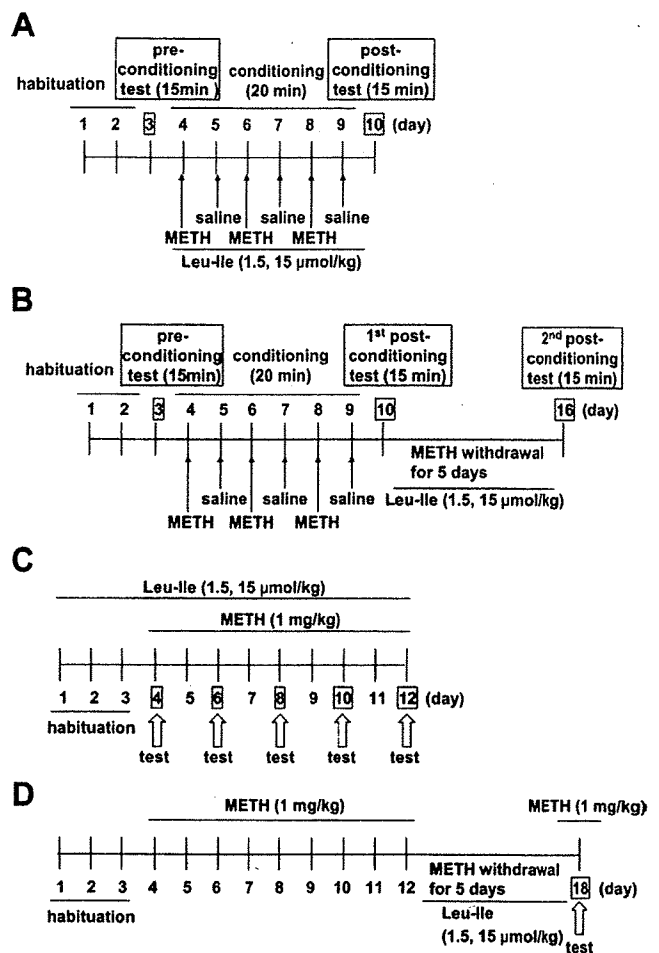 A
pre-
conditioning
test (15min )
post-
conditioning
test (15 min)
habituation
conditioning
(20 min)
1 2 3 4 5 6 7 8 9 10 (day)
saline saline saline
METH METH METH
Leu-Ile (1.5, 15 µmol/kg)
B
pre-
conditioning
test (15min)
1st post-
conditioning
test (15 min)
2nd post-
conditioning
test (15 min)
habituation
conditioning
(20 min)
1 2 3 4 5 6 7 8 9 10 16 (day)
METH withdrawal
for 5 days
saline saline saline
Leu-Ile (1.5, 15 µmol/kg)
METH METH METH
C
Leu-Ile (1.5, 15 µmol/kg)
METH (1 mg/kg)
1 2 3 4 5 6 7 8 9 10 11 12 (day)
habituation
test test test test test
D
METH (1 mg/kg) METH (1 mg/kg)
1 2 3 4 5 6 7 8 9 10 11 12 18 (day)
METH withdrawal
for 5 days
habituation
Leu-Ile
(1.5, 15 µmol/kg)
test